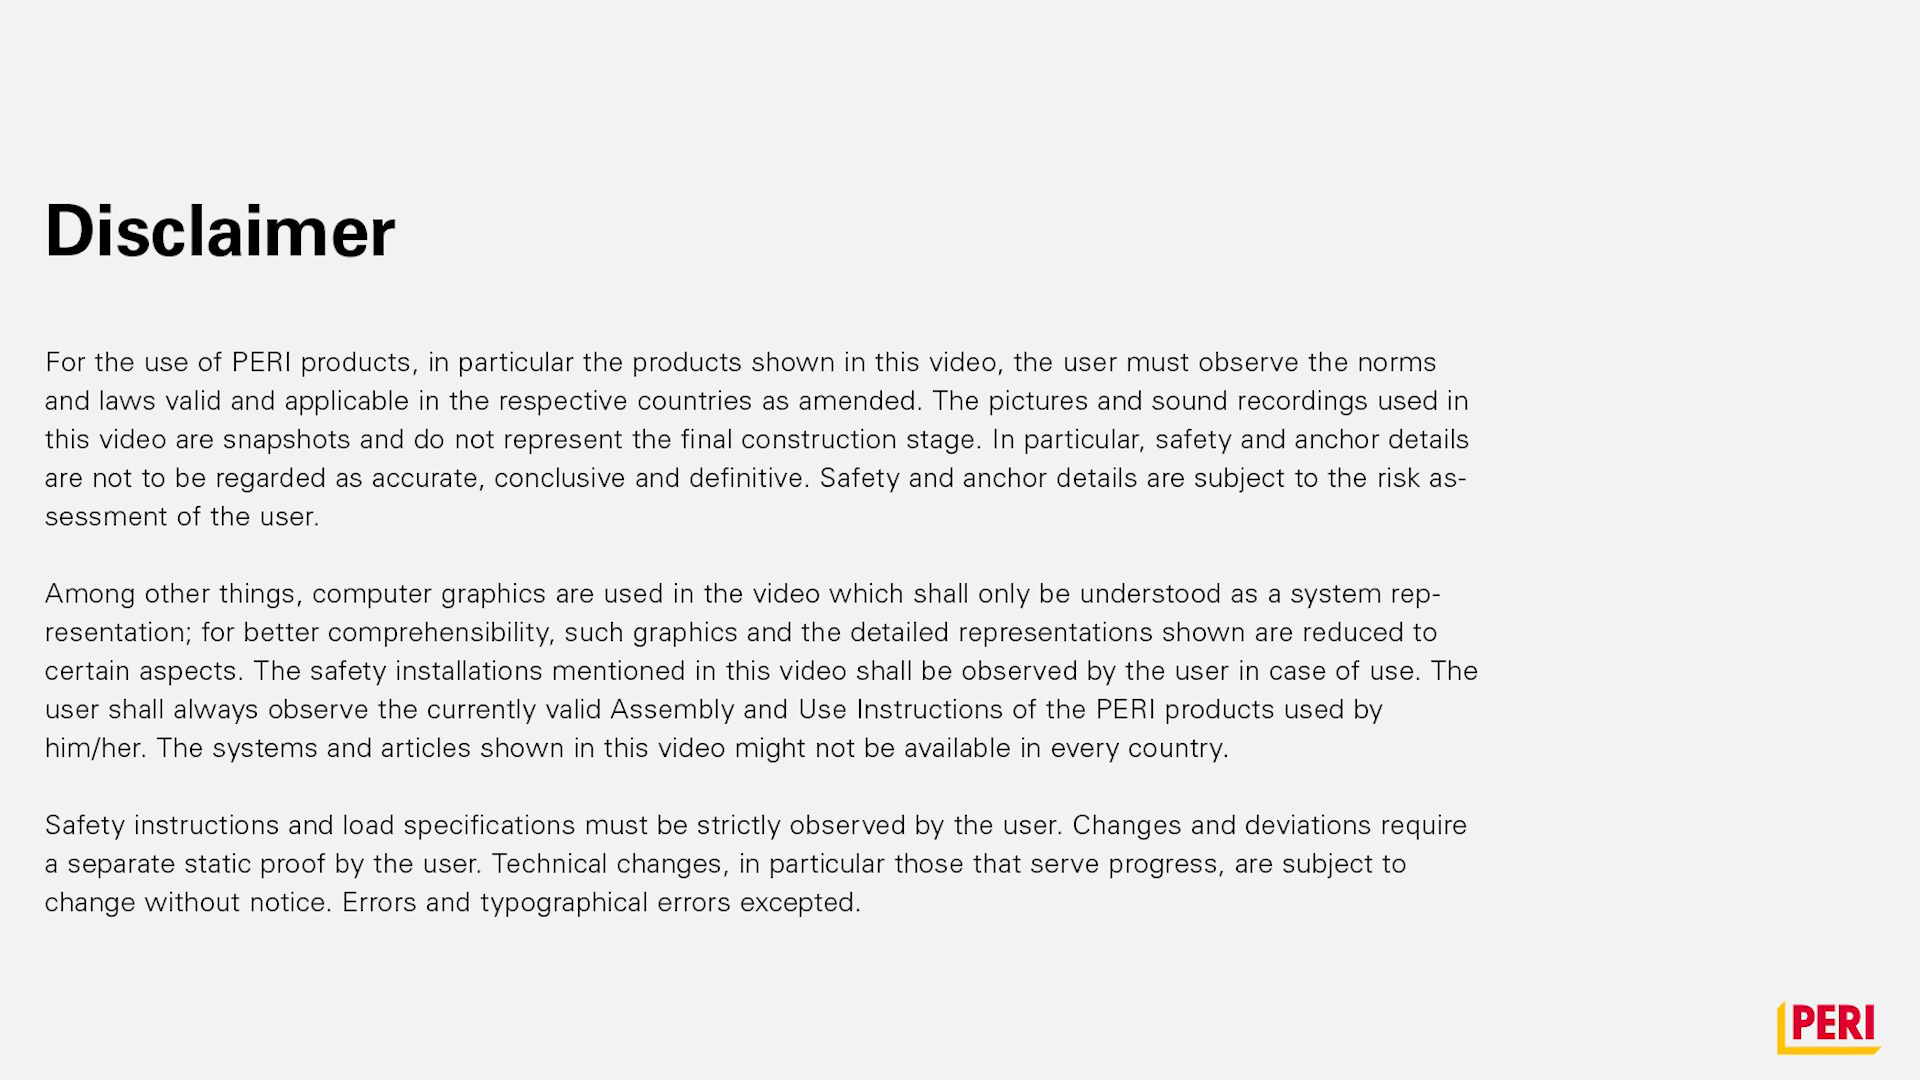 Disclaimer
For the use of PERI products, in particular the products shown in this video, the user must observe the norms
and laws valid and applicable in the respective countries as amended. The pictures and sound recordings used in
this video are snapshots and do not represent the final construction stage. In particular, safety and anchor details
are not to be regarded as accurate, conclusive and definitive. Safety and anchor details are subject to the risk as-
sessment of the user.
Among other things, computer graphics are used in the video which shall only be understood as a system rep-
resentation; for better comprehensibility, such graphics and the detailed representations shown are reduced to
certain aspects. The safety installations mentioned in this video shall be observed by the user in case of use. The
user shall always observe the currently valid Assembly and Use Instructions of the PERI products used by
him/her. The systems and articles shown in this video might not be available in every country.
Safety instructions and load specifications must be strictly observed by the user. Changes and deviations require
a separate static proof by the user. Technical changes, in particular those that serve progress, are subject to
change without notice. Errors and typographical errors excepted.
PERI